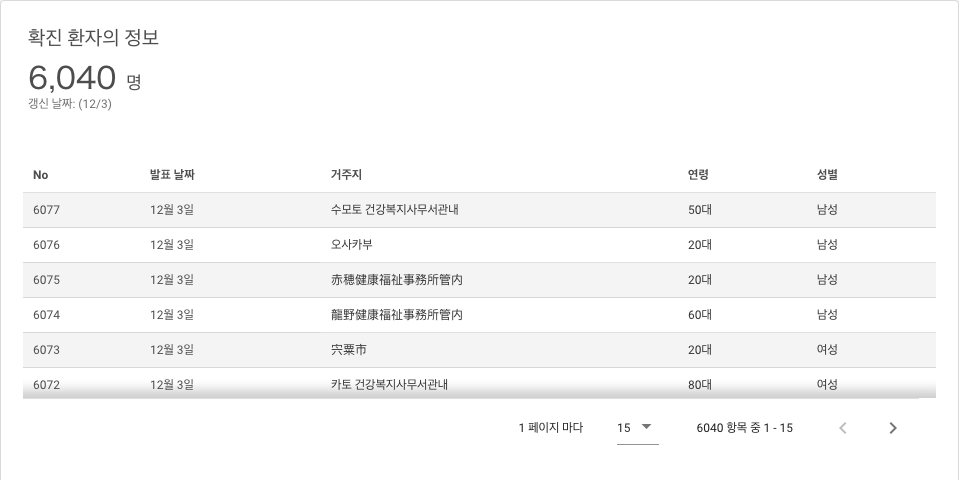 확진 환자의 정보
6,040 명
갱신 날짜: (12/3)
No 발표 날짜 거주지 연령 성별
6077 12월 3일 수모토 건강복지사무서관내 50대 남성
6076 12월 3일 오사카부 20대 남성
6075 12월 3일 赤穂健康福祉事務所管内 20대 남성
6074 12월 3일 龍野健康福祉事務所管内 60대 남성
6073 12월 3일 宍粟市 20대 여성
6072 12월 3일 카토 건강복지사무서관내 80대 여성
1 페이지 마다 15 6040 항목 중 1 - 15